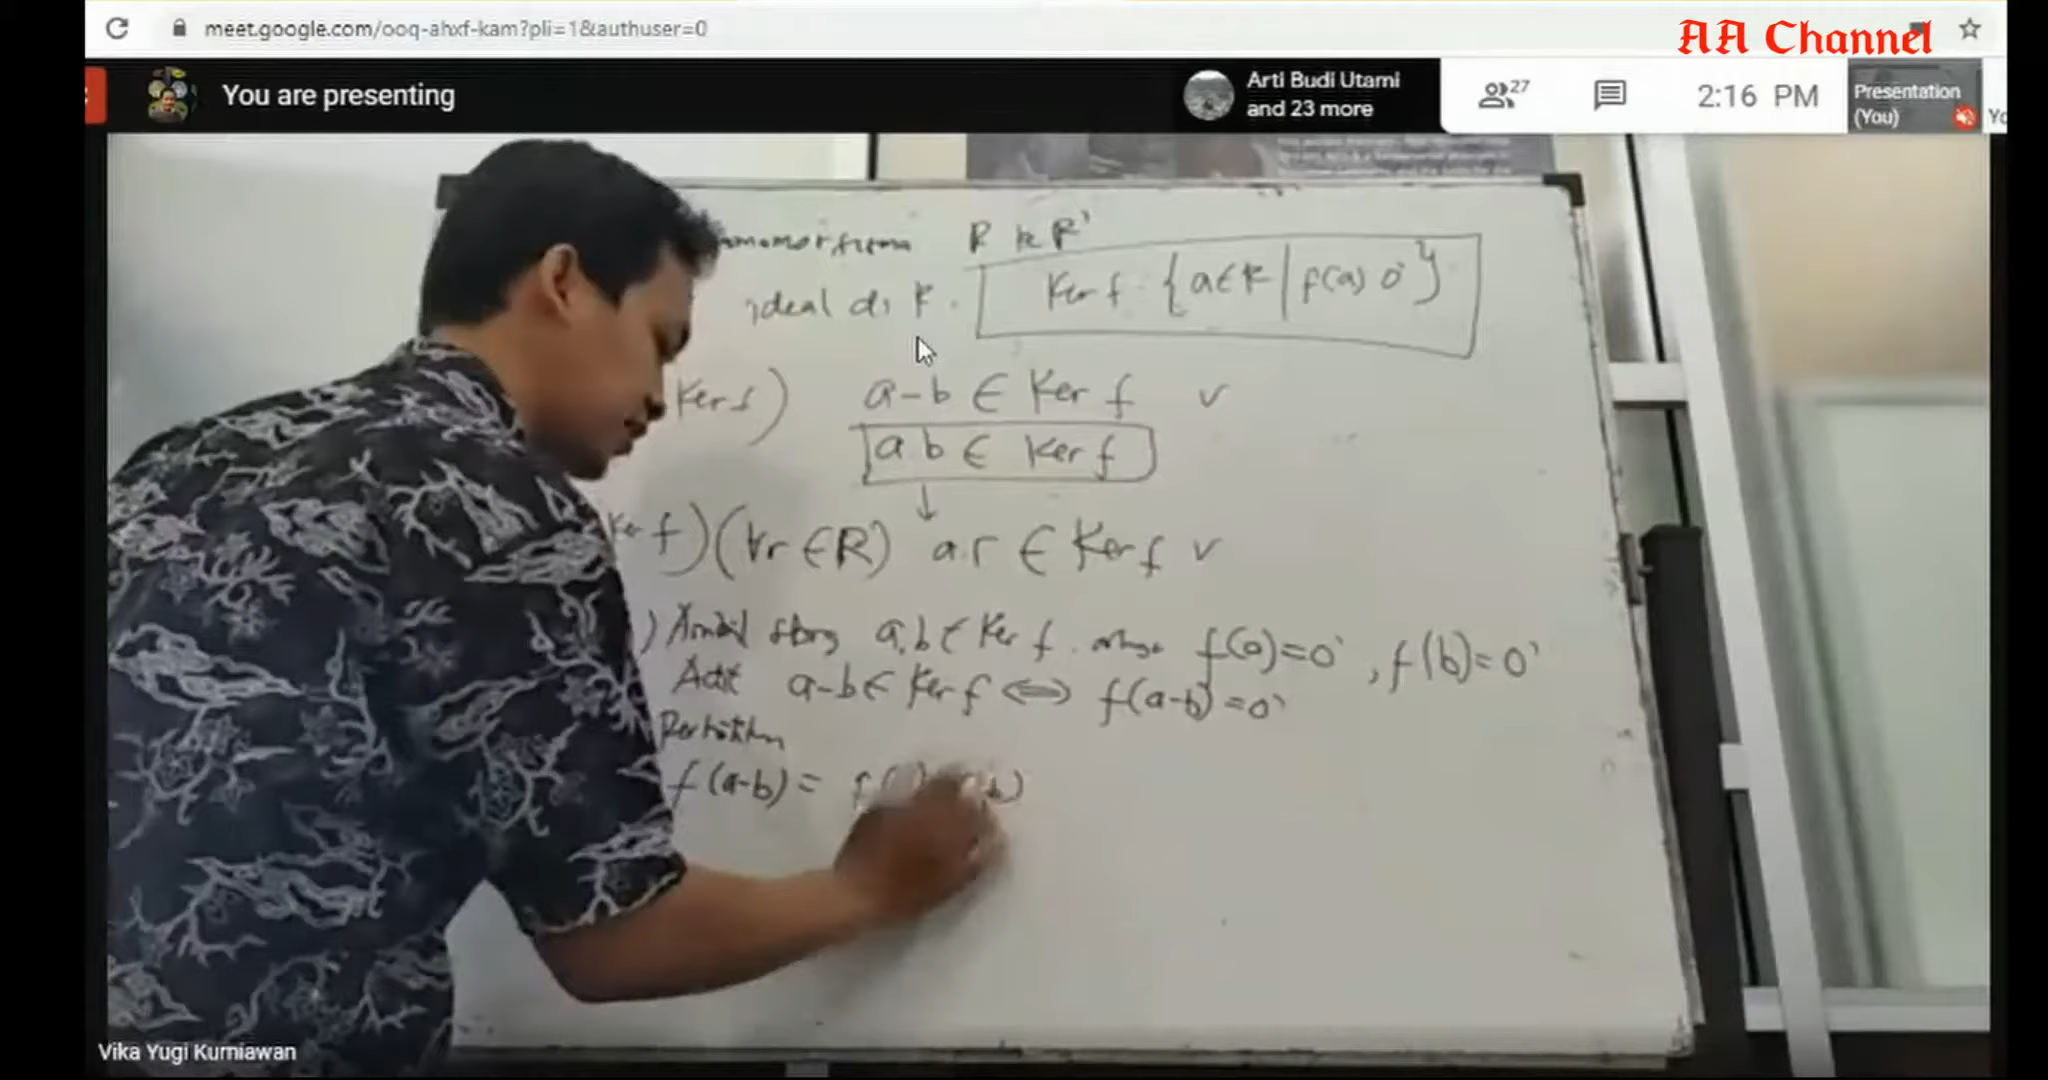 meet.google.com/ooq-ahxf-kam?pli=1&authuser=0
AA Channel
You are presenting
Arti Budi Utami
and 23 more
27
2:16 PM
Presentation
(You)
R ke R'
ideal di R.
Ker f = {a∈R | f(a) 0'}
Ker f) a-b ∈ Ker f v
a.b ∈ Ker f
↓
Ker f)(∀r∈R) a.r ∈ Ker f v
) Ambil sbrg a,b ∈ Ker f. f(a)=0', f(b)=0'
Adit a-b ∈ Ker f ⇔ f(a-b)=0'
Perhatikan
f(a-b) =
Vika Yugi Kurniawan